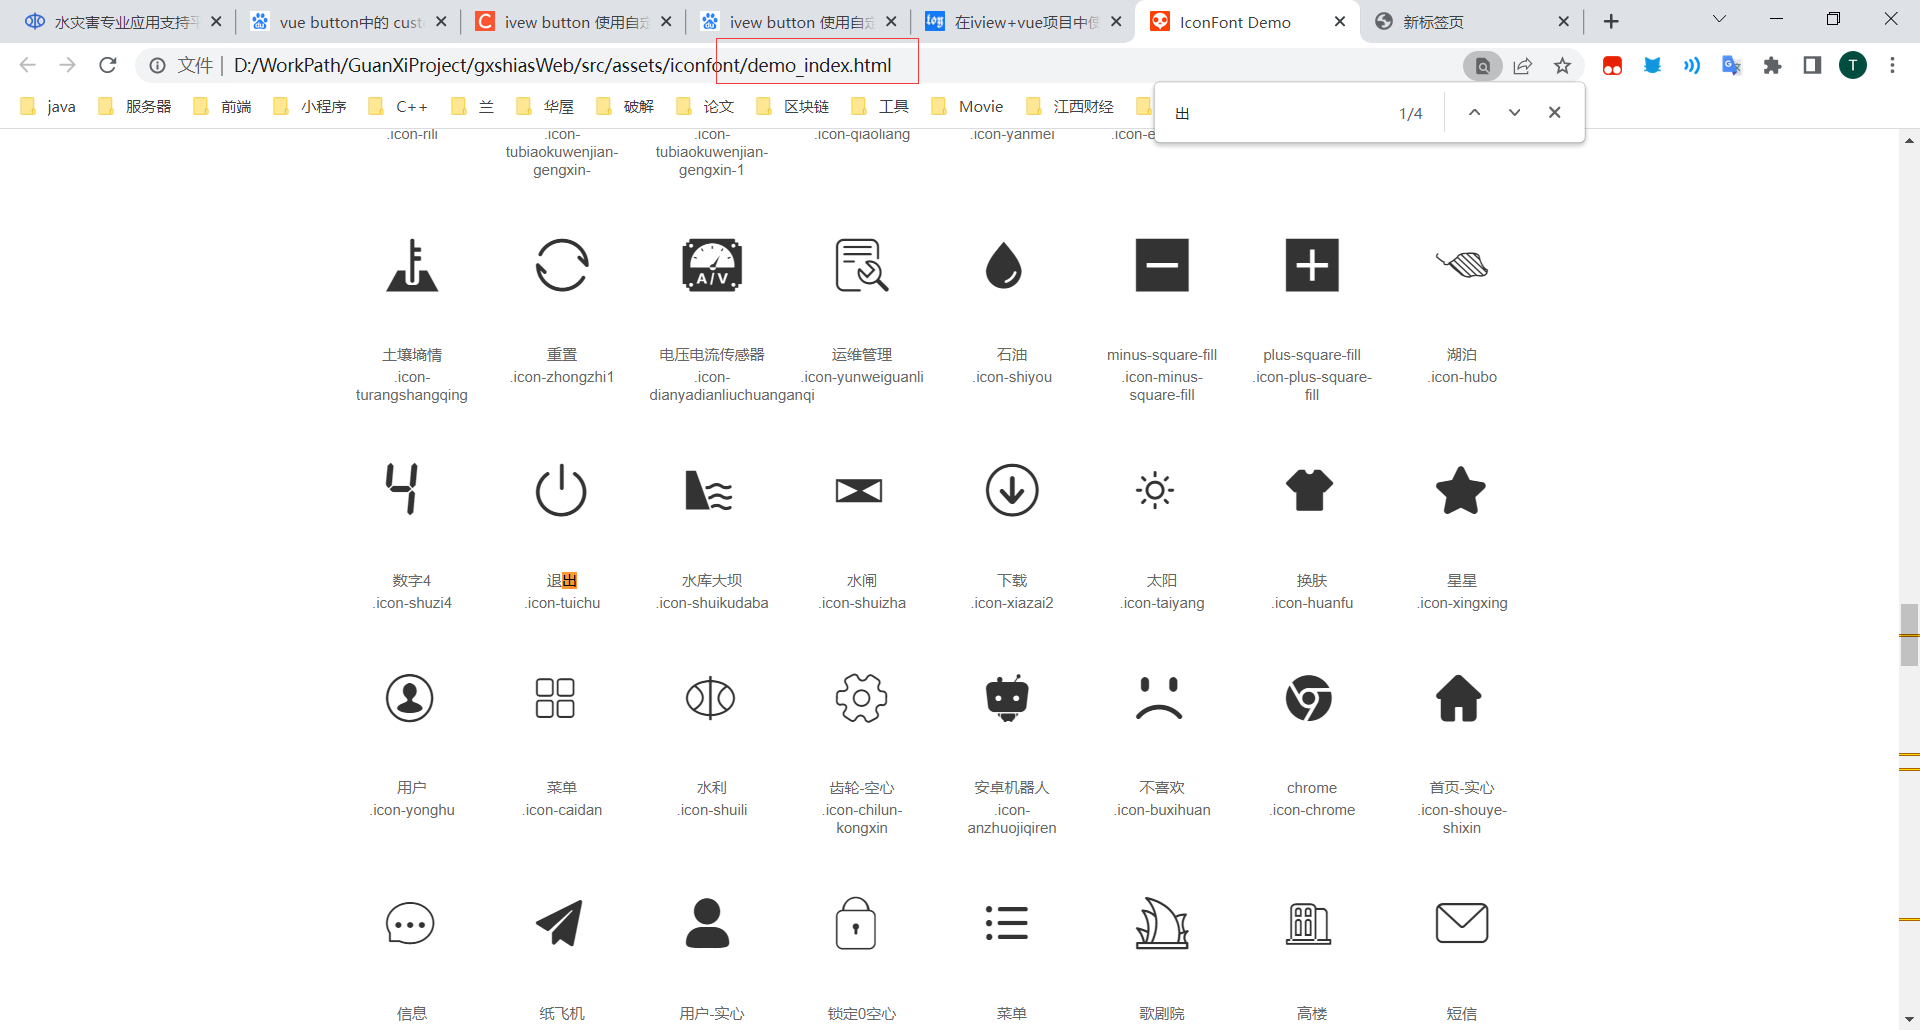 水灾害专业应用支持平
vue button中的 cust
ivew button 使用自定
ivew button 使用自定
在iview+vue项目中使
IconFont Demo
新标签页
文件 | D:/WorkPath/GuanXiProject/gxshiasWeb/src/assets/iconfont/demo_index.html
T
java 服务器 前端 小程序 C++ 兰 华屋 破解 论文 区块链 工具 Movie 江西财经
出 1/4
.icon-rili
.icon-tubiaokuwenjian-
gengxin-
.icon-tubiaokuwenjian-
gengxin-1
.icon-qiaoliang
.icon-yanmei
.icon-e
A/V
土壤墒情 重置 电压电流传感器 运维管理 石油 minus-square-fill plus-square-fill 湖泊
.icon-turangshangqing
.icon-zhongzhi1
.icon-dianyadianliuchuanganqi
.icon-yunweiguanli
.icon-shiyou
.icon-minus-square-fill
.icon-plus-square-fill
.icon-hubo
数字4 退出 水库大坝 水闸 下载 太阳 换肤 星星
.icon-shuzi4 .icon-tuichu .icon-shuikudaba .icon-shuizha .icon-xiazai2 .icon-taiyang .icon-huanfu .icon-xingxing
用户 菜单 水利 齿轮-空心 安卓机器人 不喜欢 chrome 首页-实心
.icon-yonghu .icon-caidan .icon-shuili .icon-chilun-kongxin .icon-anzhuojiqiren .icon-buxihuan .icon-chrome .icon-shouye-shixin
信息 纸飞机 用户-实心 锁定0空心 菜单 歌剧院 高楼 短信